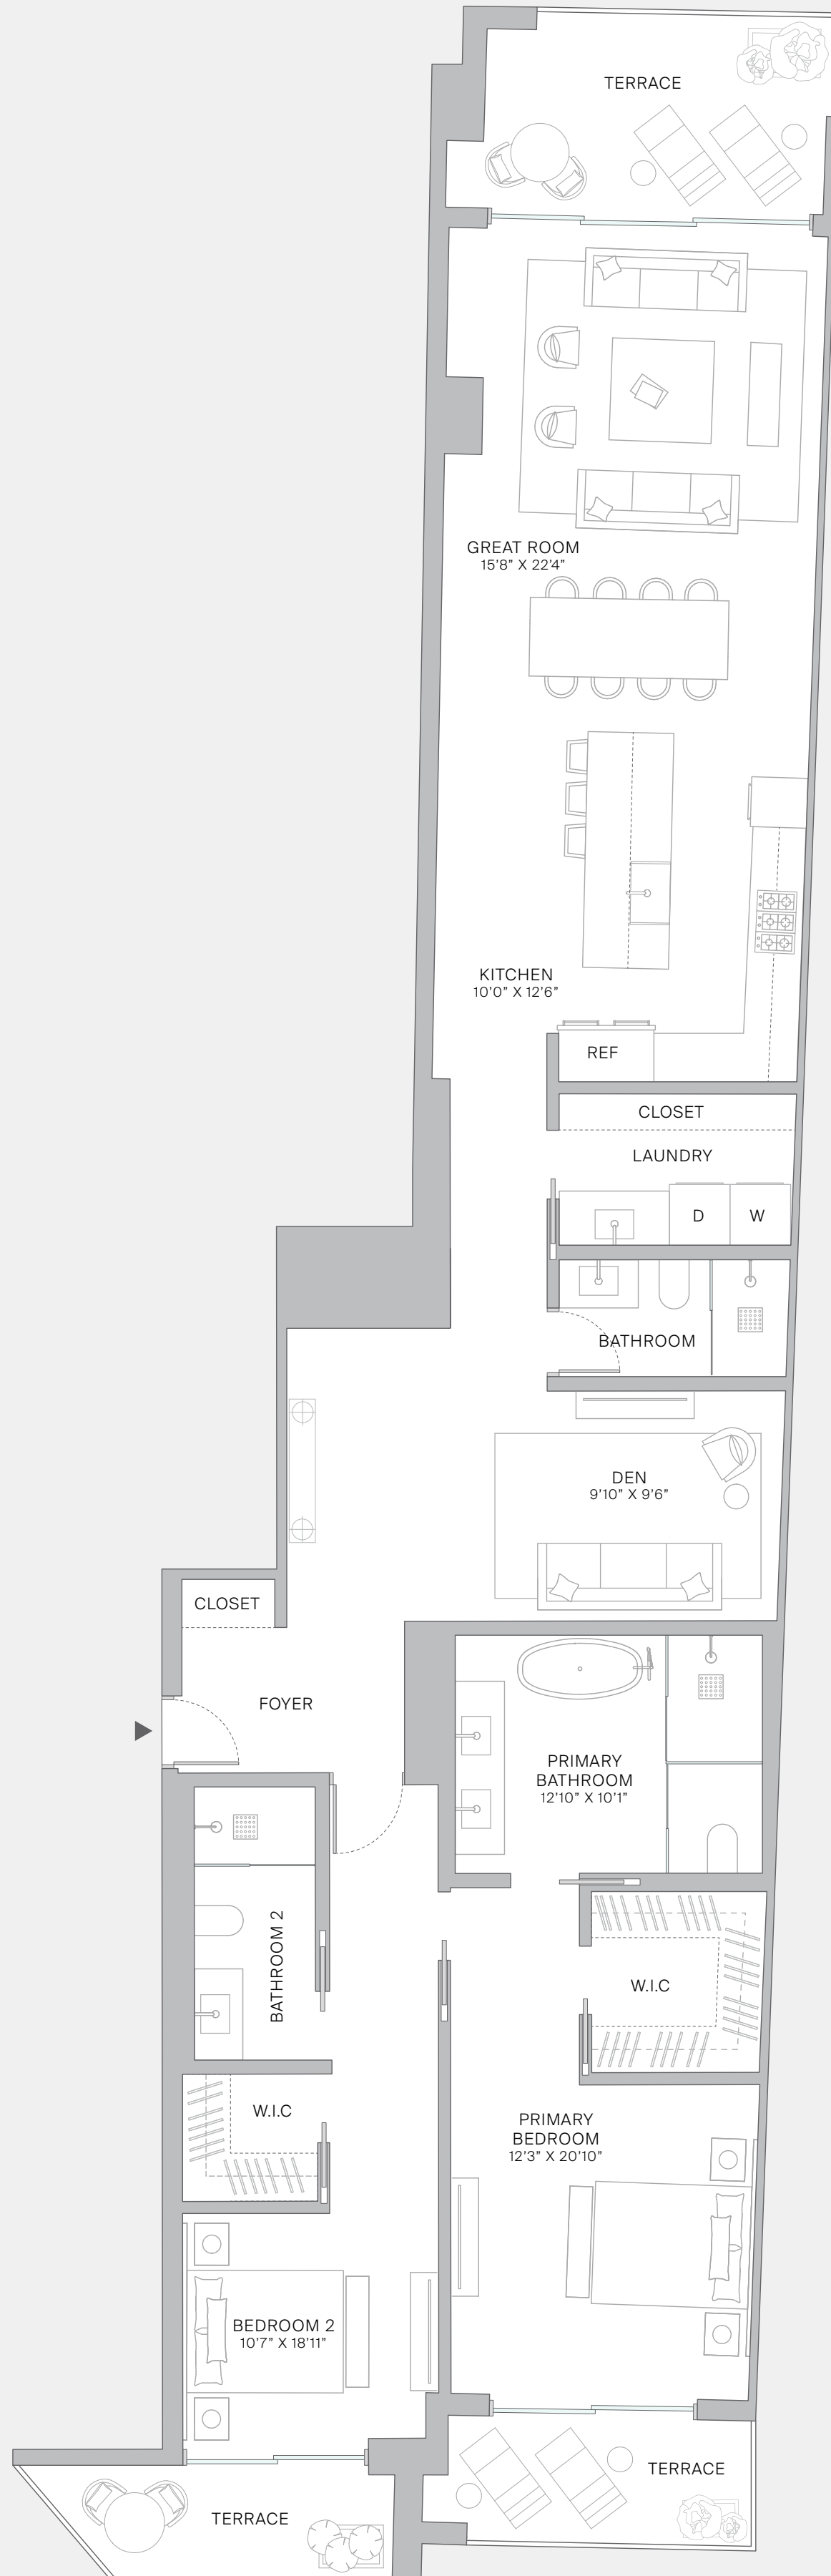 TERRACE
GREAT ROOM
15'8" X 22'4"
KITCHEN
10'0" X 12'6"
REF
CLOSET
LAUNDRY
D
W
BATHROOM
DEN
9'10" X 9'6"
CLOSET
FOYER
PRIMARY
BATHROOM
12'10" X 10'1"
BATHROOM 2
W.I.C
W.I.C
PRIMARY
BEDROOM
12'3" X 20'10"
BEDROOM 2
10'7" X 18'11"
TERRACE
TERRACE